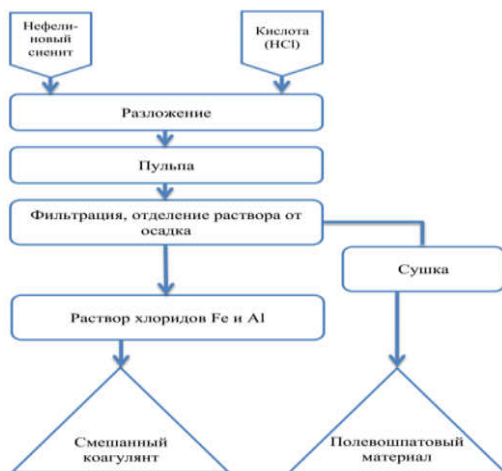 Нефели-
новый
сиенит
Кислота
(HCl)
Разложение
Пульпа
Фильтрация, отделение раствора от
осадка
Сушка
Раствор хлоридов Fe и Al
Смешанный
коагулянт
Полевошпатовый
материал